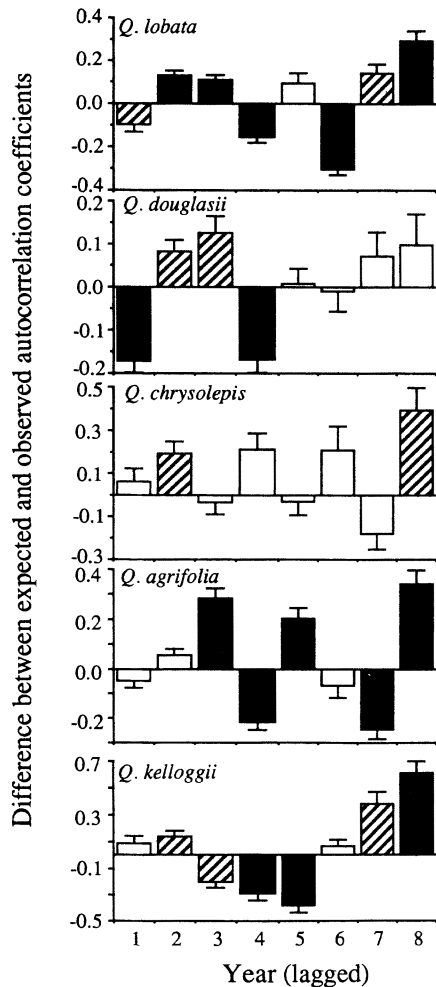 Difference between expected and observed autocorrelation coefficients
Q. lobata
0.4
0.2
0.0
-0.2
-0.4
Q. douglasii
0.2
0.1
0.0
-0.1
-0.2
Q. chrysolepis
0.5
0.3
0.1
-0.1
-0.3
Q. agrifolia
0.4
0.2
0.0
-0.2
Q. kelloggii
0.7
0.3
-0.1
-0.5
1 2 3 4 5 6 7 8
Year (lagged)